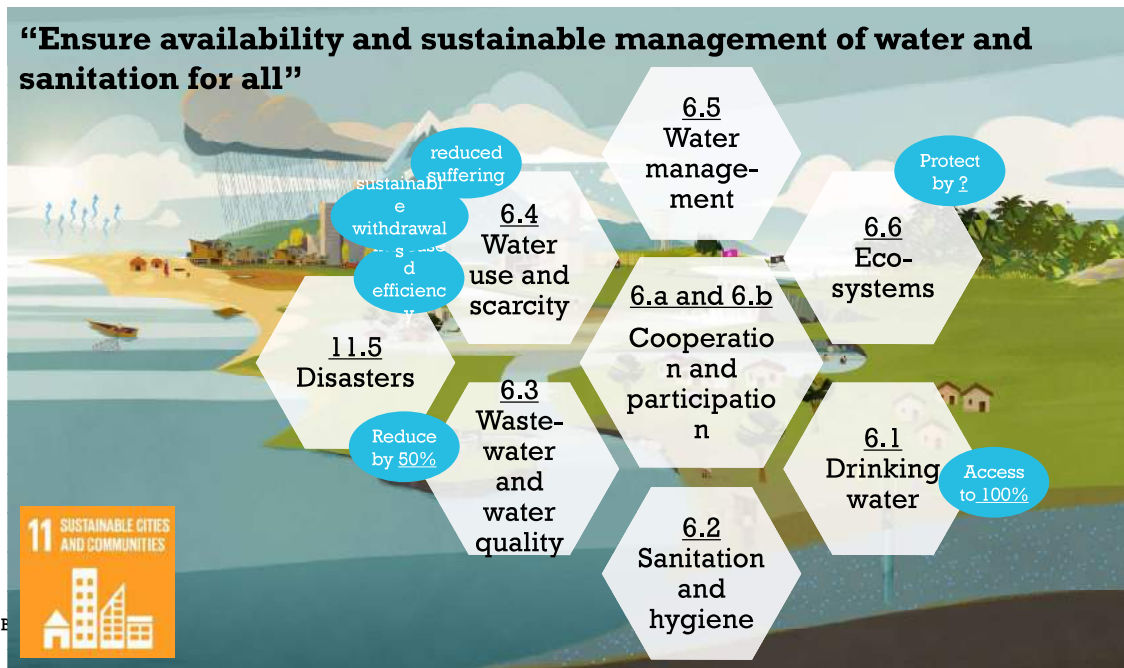 “Ensure availability and sustainable management of water and
sanitation for all”
6.5
Water
manage-
ment
reduced
suffering
sustainabl
e
withdrawal
s
d
efficienc
y
6.4
Water
use and
scarcity
Protect
by ?
6.6
Eco-
systems
6.a and 6.b
Cooperatio
n and
participatio
n
11.5
Disasters
Reduce
by 50%
6.3
Waste-
water
and
water
quality
6.1
Drinking
water
Access
to 100%
6.2
Sanitation
and
hygiene
11 SUSTAINABLE CITIES
AND COMMUNITIES